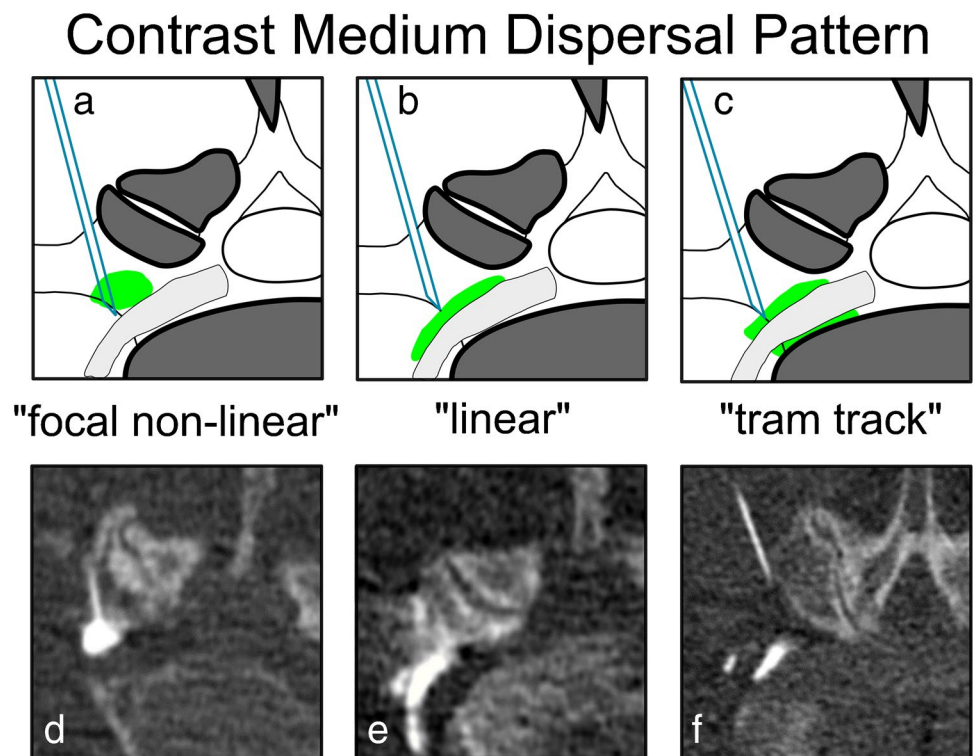 Contrast Medium Dispersal Pattern
a
b
c
"focal non-linear"
"linear"
"tram track"
d
e
f